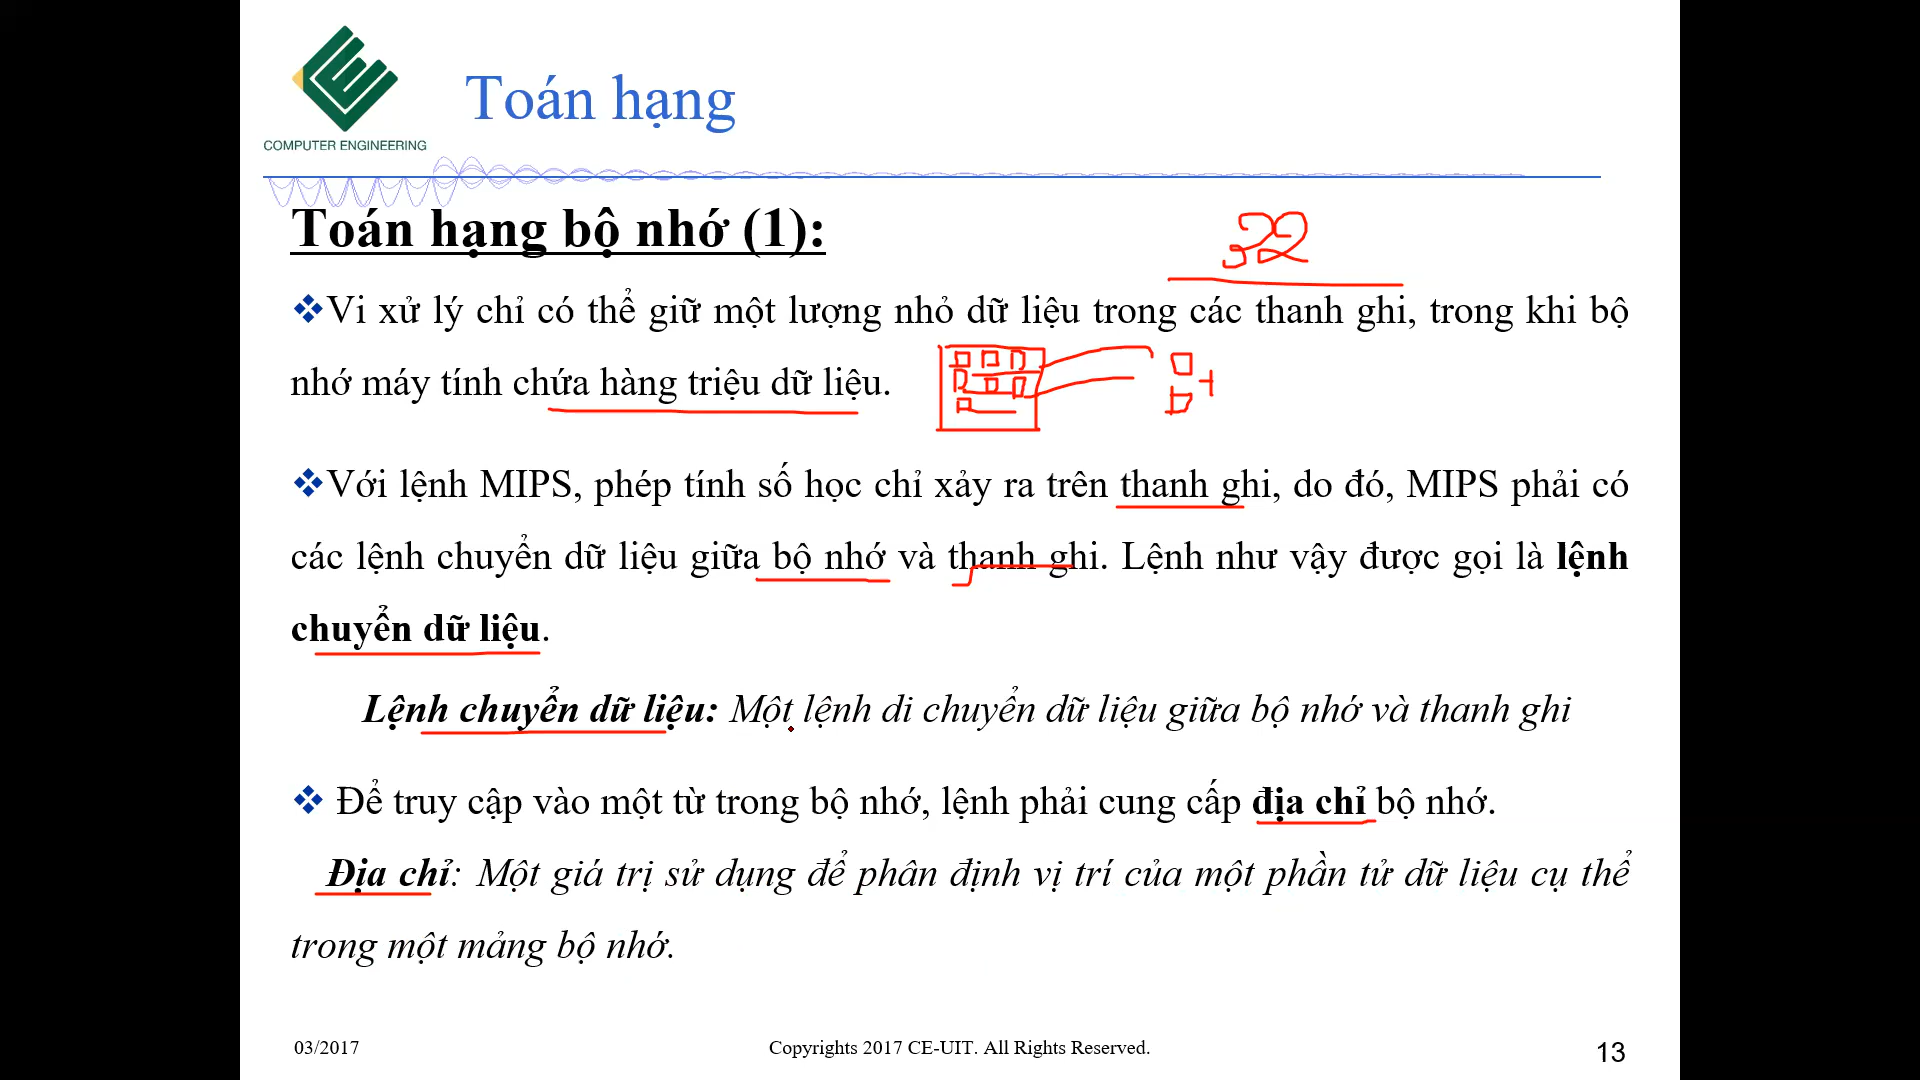 COMPUTER ENGINEERING
Toán hạng
Toán hạng bộ nhớ (1):
32
❖Vi xử lý chỉ có thể giữ một lượng nhỏ dữ liệu trong các thanh ghi, trong khi bộ
nhớ máy tính chứa hàng triệu dữ liệu.
❖Với lệnh MIPS, phép tính số học chỉ xảy ra trên thanh ghi, do đó, MIPS phải có
các lệnh chuyển dữ liệu giữa bộ nhớ và thanh ghi. Lệnh như vậy được gọi là lệnh
chuyển dữ liệu.
Lệnh chuyển dữ liệu: Một lệnh di chuyển dữ liệu giữa bộ nhớ và thanh ghi
❖ Để truy cập vào một từ trong bộ nhớ, lệnh phải cung cấp địa chỉ bộ nhớ.
Địa chỉ: Một giá trị sử dụng để phân định vị trí của một phần tử dữ liệu cụ thể
trong một mảng bộ nhớ.
03/2017
Copyrights 2017 CE-UIT. All Rights Reserved.
13